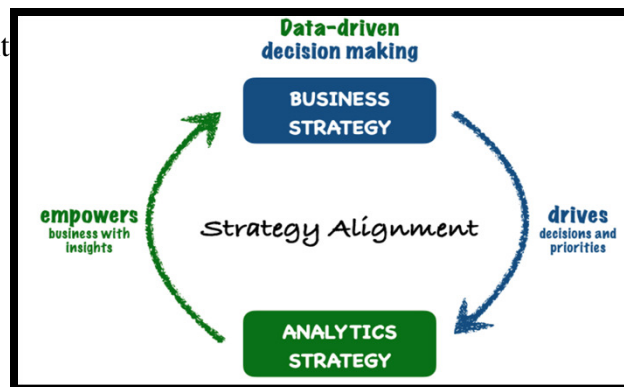 t
Data-driven
decision making
BUSINESS
STRATEGY
empowers
business with
insights
Strategy Alignment
drives
decisions and
priorities
ANALYTICS
STRATEGY